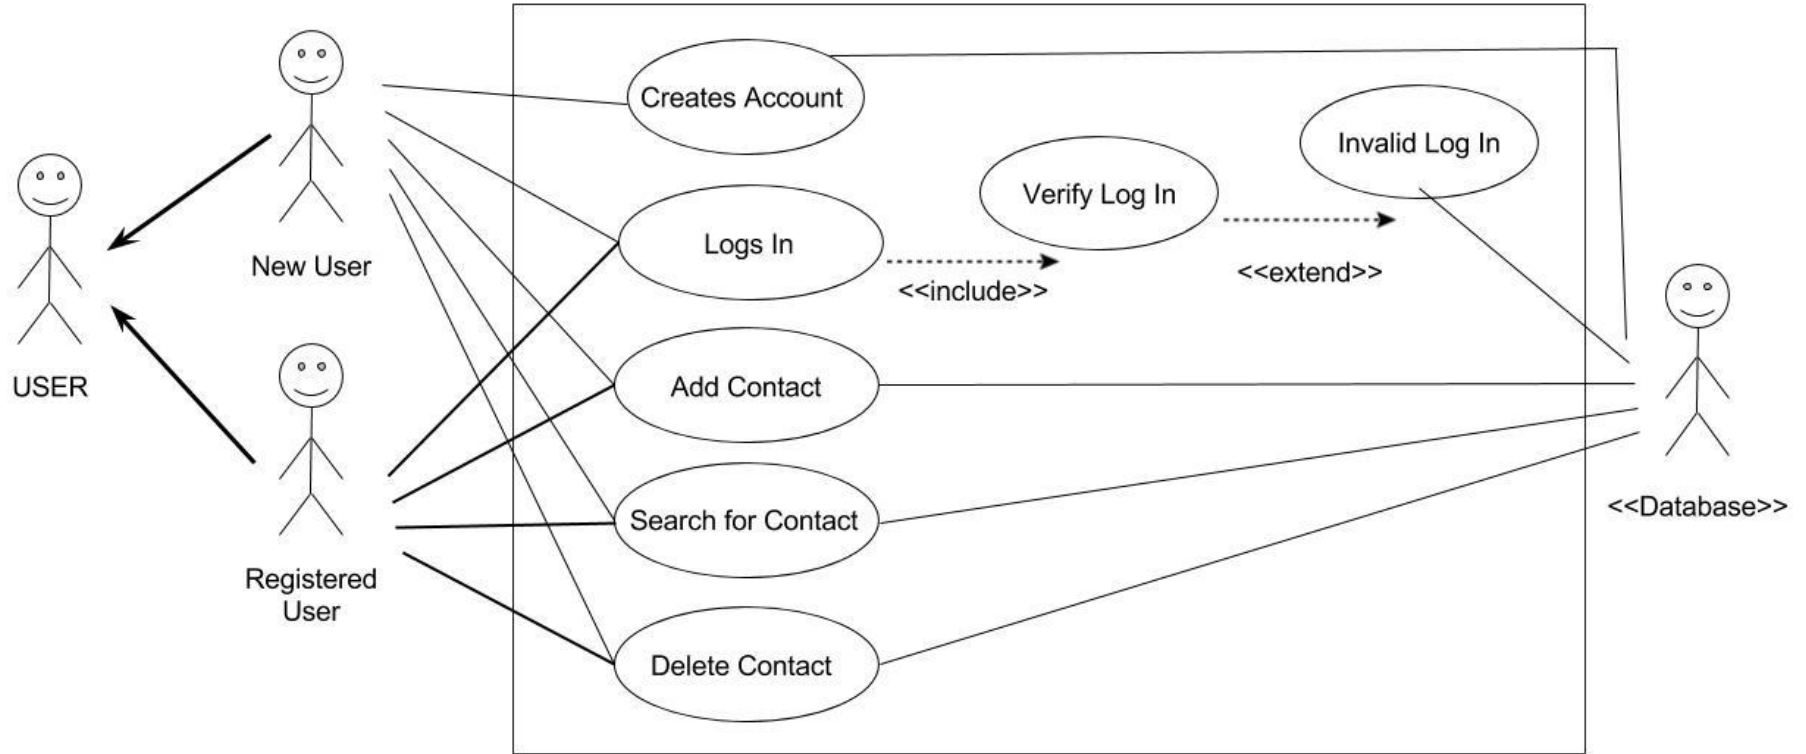 Creates Account
Invalid Log In
Verify Log In
Logs In
New User
<<include>>
<<extend>>
USER
Add Contact
<<Database>>
Search for Contact
Registered
User
Delete Contact